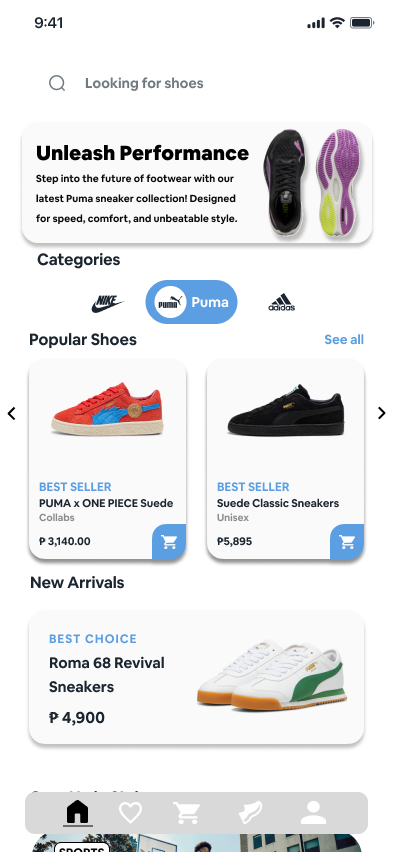 9:41
Looking for shoes
Unleash Performance
Step into the future of footwear with our
latest Puma sneaker collection! Designed
for speed, comfort, and unbeatable style.
Categories
NIKE
PUMA
Puma
adidas
Popular Shoes
See all
BEST SELLER
PUMA x ONE PIECE Suede
Collabs
₱ 3,140.00
BEST SELLER
Suede Classic Sneakers
Unisex
₱5,895
New Arrivals
BEST CHOICE
Roma 68 Revival
Sneakers
₱ 4,900
SPORTS